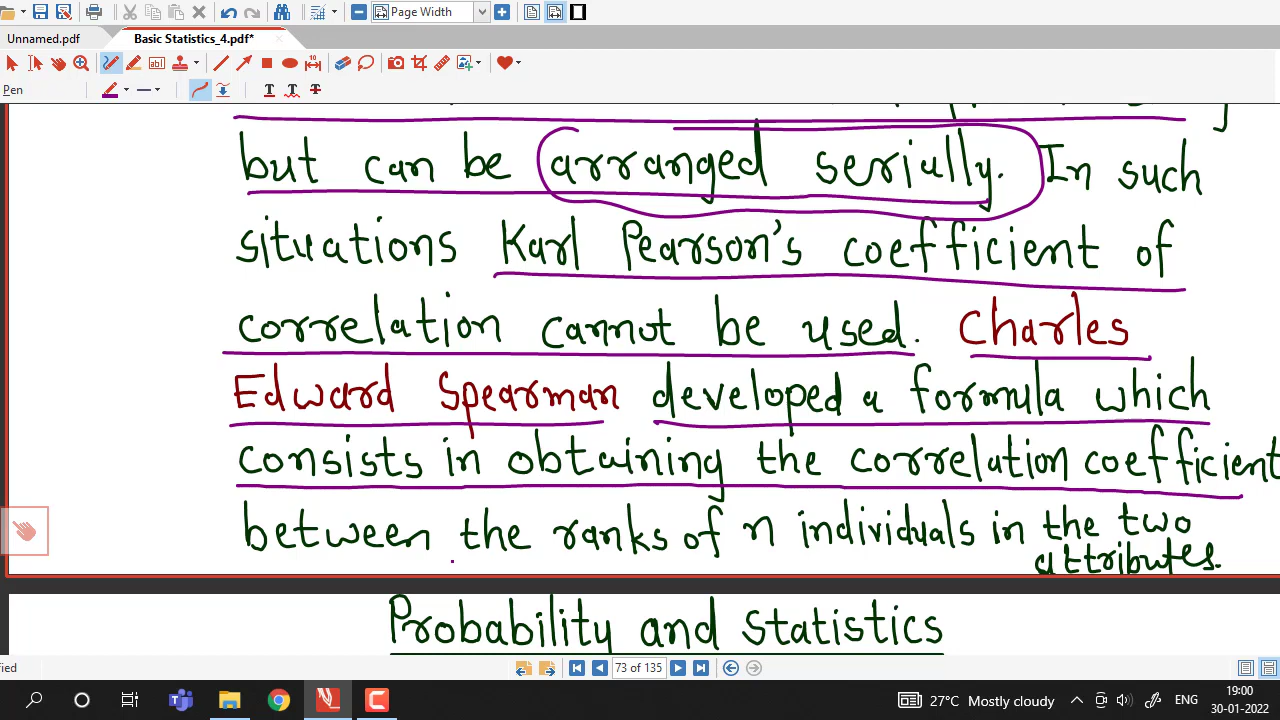 Page Width
Unnamed.pdf
Basic Statistics_4.pdf*
Pen
but can be arranged serially. In such
situations Karl Pearson's coefficient of
correlation cannot be used. Charles
Edward Spearman developed a formula which
consists in obtaining the correlation coefficient
between the ranks of n individuals in the two
attributes.
Probability and Statistics
73 of 135
27°C Mostly cloudy
ENG
19:00
30-01-2022